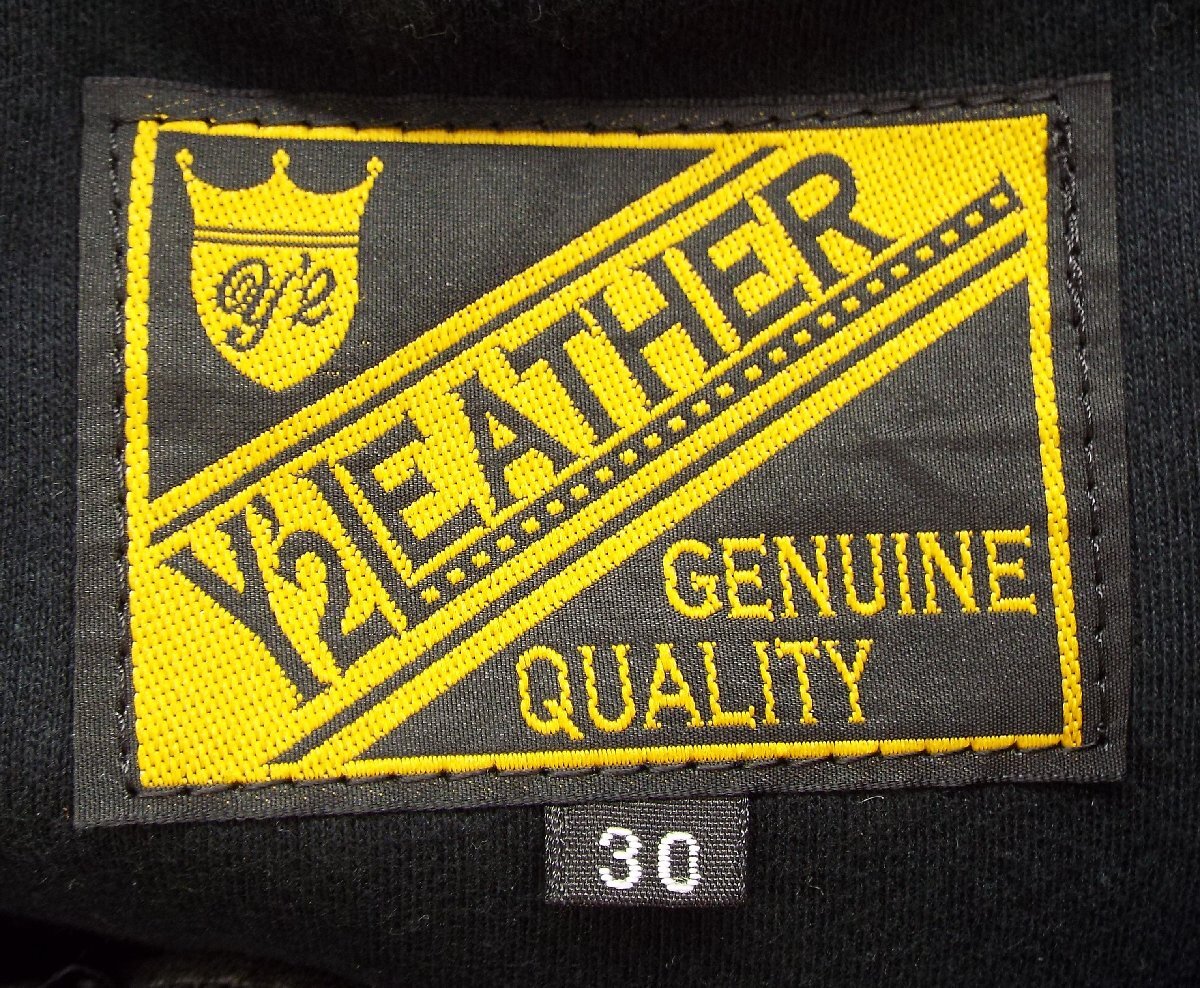 Y'2 LEATHER
GENUINE
QUALITY
30